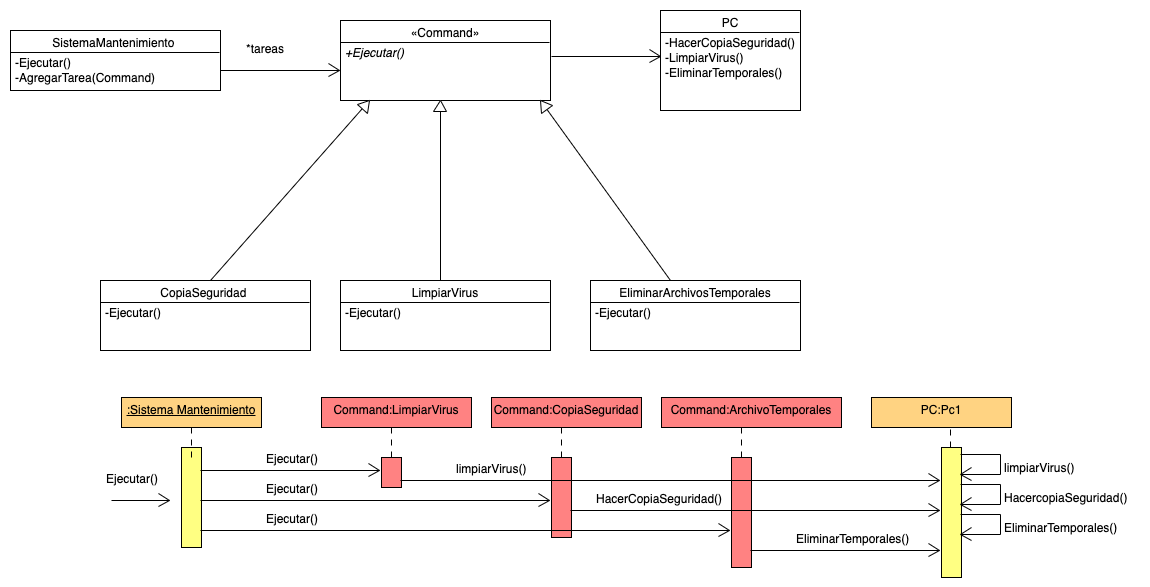 SistemaMantenimiento
-Ejecutar()
-AgregarTarea(Command)
*tareas
«Command»
+Ejecutar()
PC
-HacerCopiaSeguridad()
-LimpiarVirus()
-EliminarTemporales()
CopiaSeguridad
-Ejecutar()
LimpiarVirus
-Ejecutar()
EliminarArchivosTemporales
-Ejecutar()
:Sistema Mantenimiento
Command:LimpiarVirus
Command:CopiaSeguridad
Command:ArchivoTemporales
PC:Pc1
Ejecutar()
Ejecutar()
limpiarVirus()
limpiarVirus()
Ejecutar()
HacerCopiaSeguridad()
HacercopiaSeguridad()
Ejecutar()
EliminarTemporales()
EliminarTemporales()